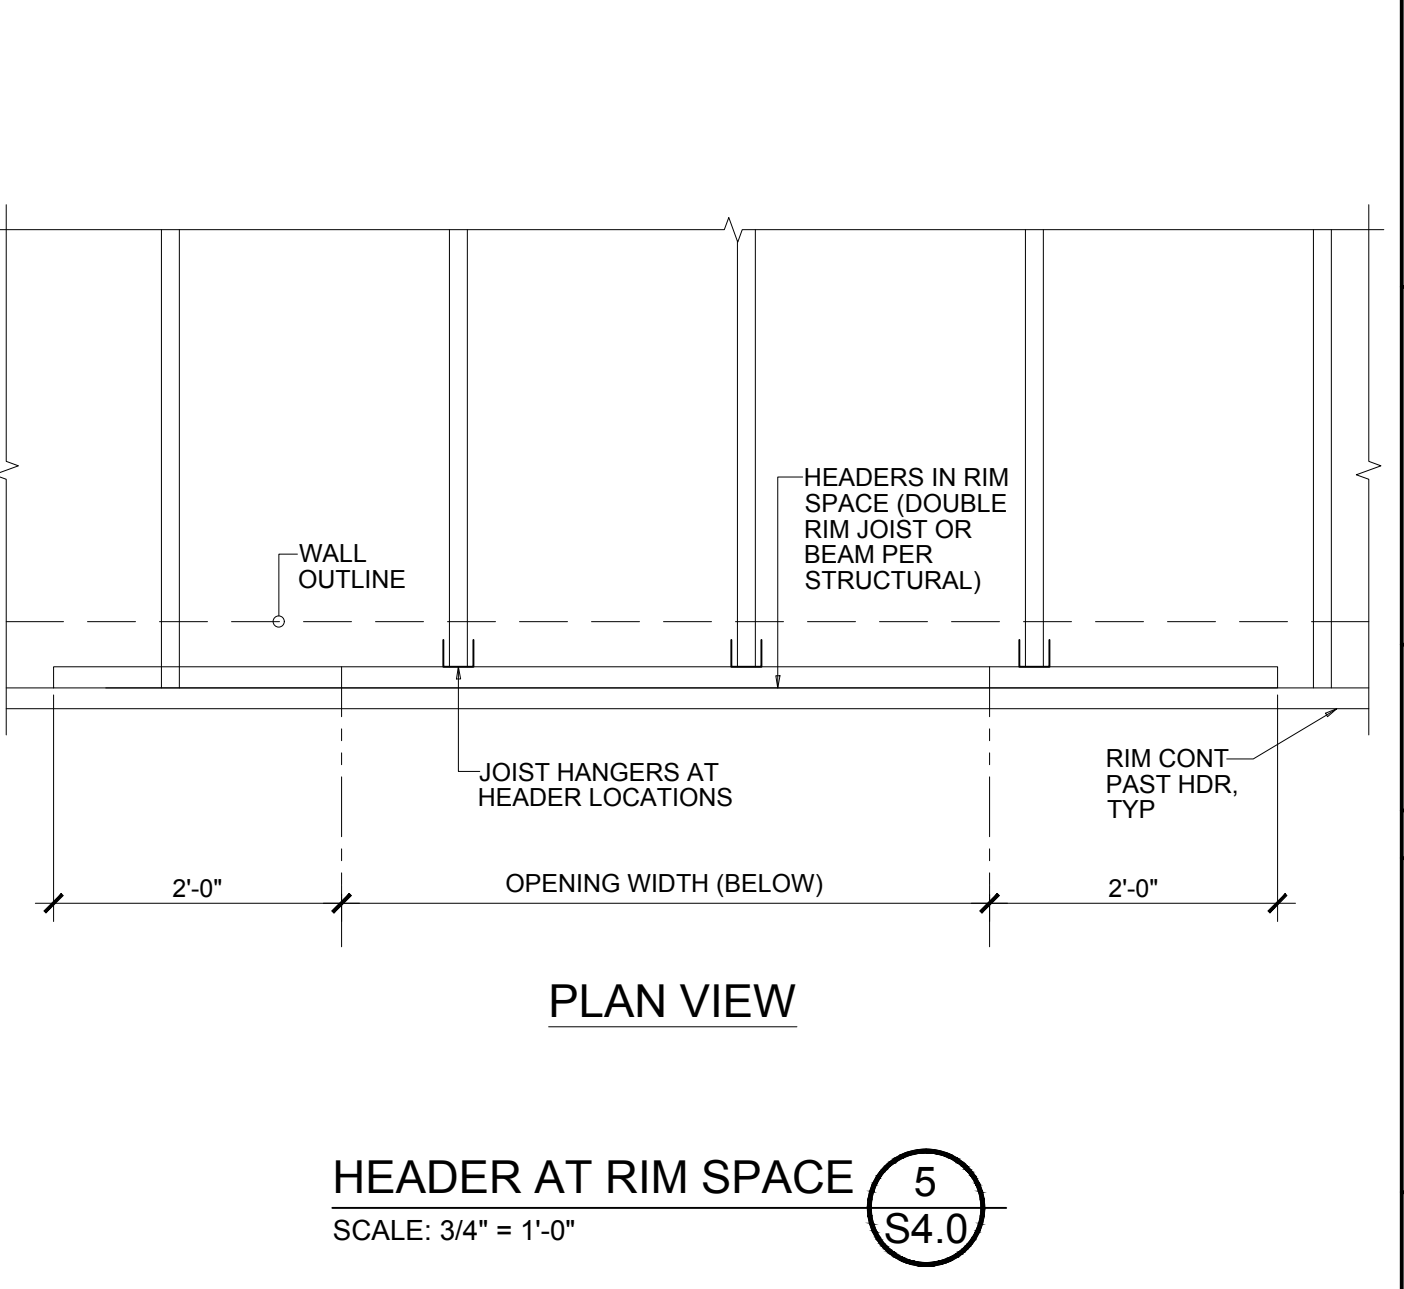 HEADERS IN RIM
SPACE (DOUBLE
RIM JOIST OR
BEAM PER
STRUCTURAL)
WALL
OUTLINE
JOIST HANGERS AT
HEADER LOCATIONS
RIM CONT
PAST HDR,
TYP
2'-0"
OPENING WIDTH (BELOW)
2'-0"
PLAN VIEW
HEADER AT RIM SPACE
5
SCALE: 3/4" = 1'-0"
S4.0